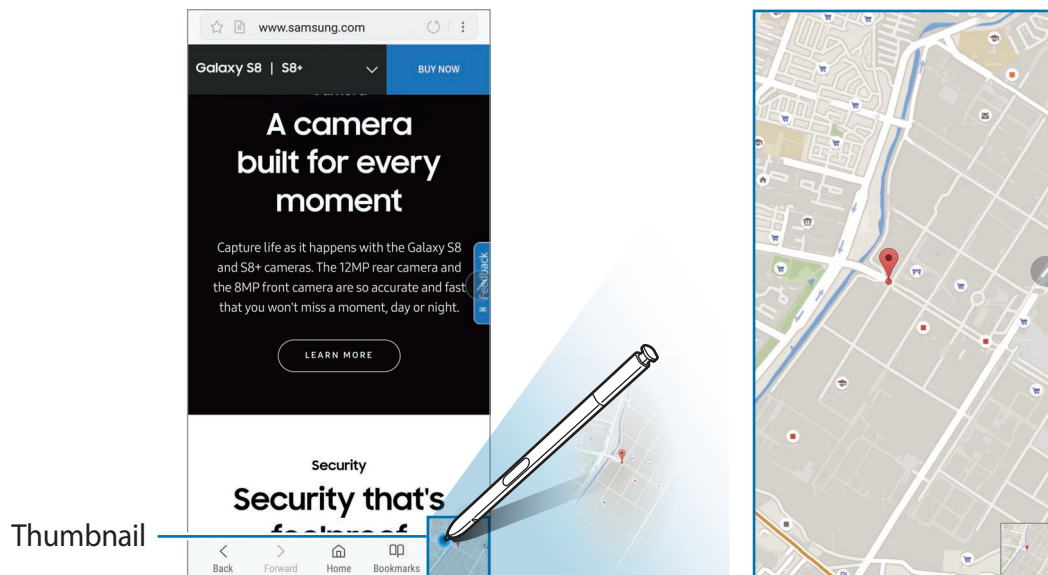 www.samsung.com
Galaxy S8 | S8+
BUY NOW
A camera
built for every
moment
Capture life as it happens with the Galaxy S8
and S8+ cameras. The 12MP rear camera and
the 8MP front camera are so accurate and fast
that you won't miss a moment, day or night.
Feedback
LEARN MORE
Security
Security that's
Thumbnail
Back
Forward
Home
Bookmarks